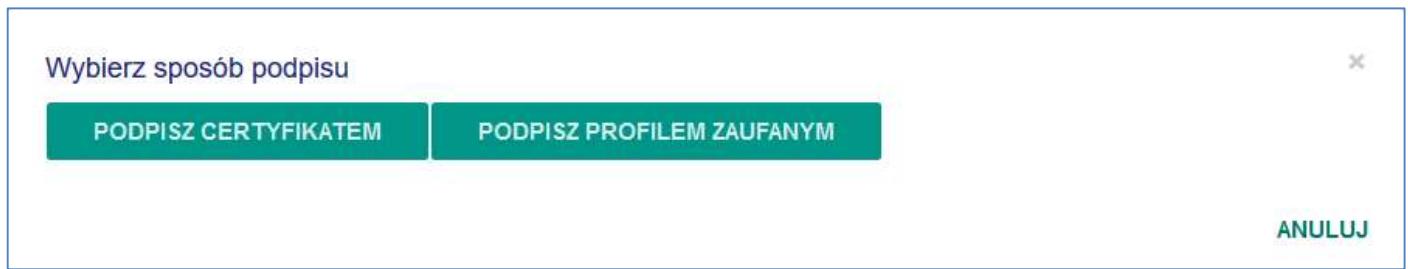 Wybierz sposób podpisu
PODPISZ CERTYFIKATEM PODPISZ PROFILEM ZAUFANYM
ANULUJ